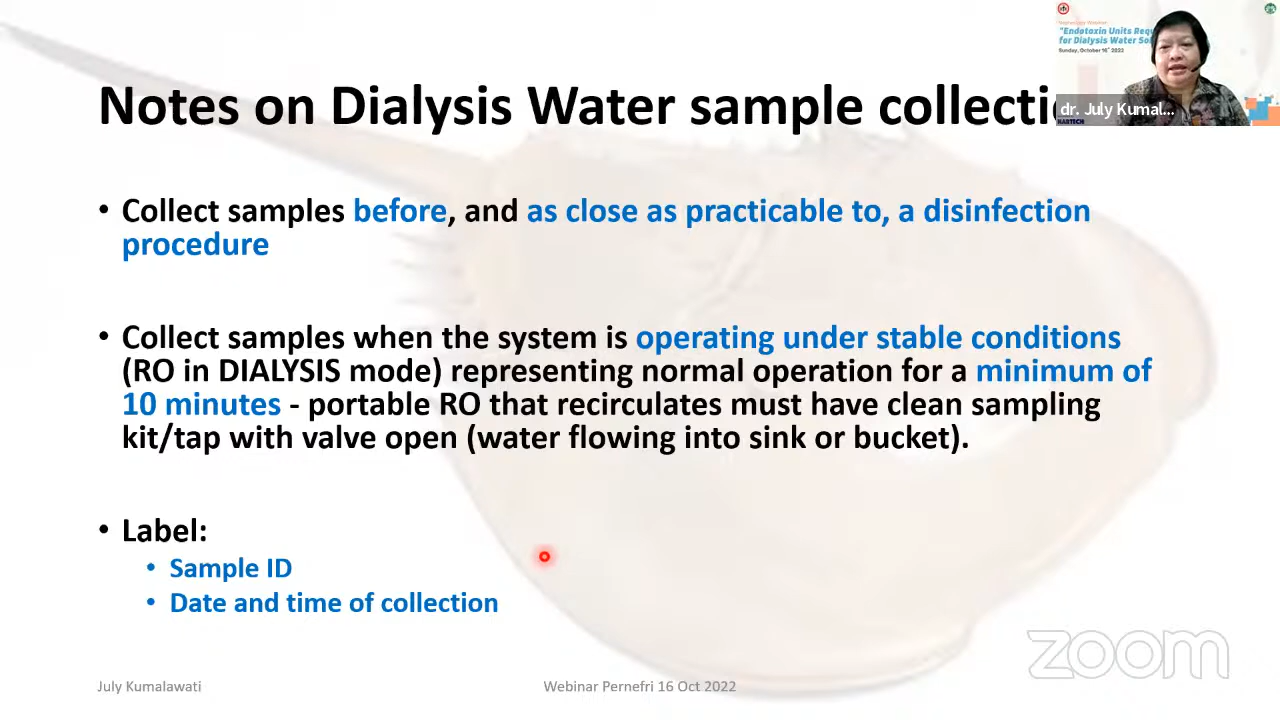 "Endotoxin Units Requ
for Dialysis Water Sol
Sunday, October 16th 2022
dr. July Kumal...
Notes on Dialysis Water sample collecti
• Collect samples before, and as close as practicable to, a disinfection
procedure
• Collect samples when the system is operating under stable conditions
(RO in DIALYSIS mode) representing normal operation for a minimum of
10 minutes - portable RO that recirculates must have clean sampling
kit/tap with valve open (water flowing into sink or bucket).
• Label:
• Sample ID
• Date and time of collection
zoom
July Kumalawati
Webinar Pernefri 16 Oct 2022